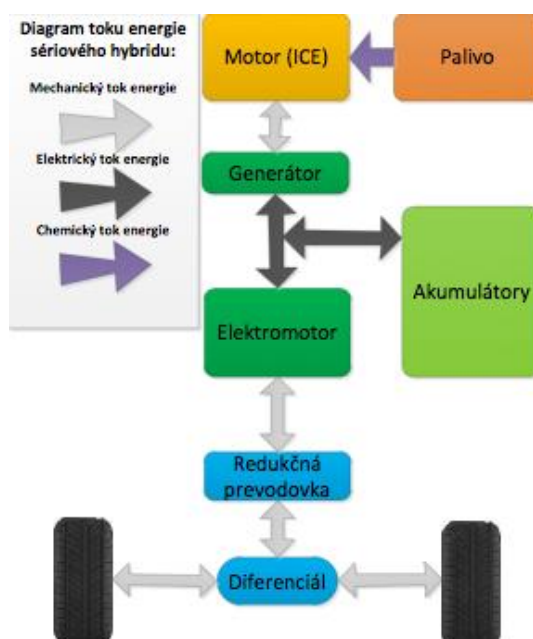 Diagram toku energie
sériového hybridu:
Mechanický tok energie
Elektrický tok energie
Chemický tok energie
Motor (ICE)
Palivo
Generátor
Akumulátory
Elektromotor
Redukčná
prevodovka
Diferenciál